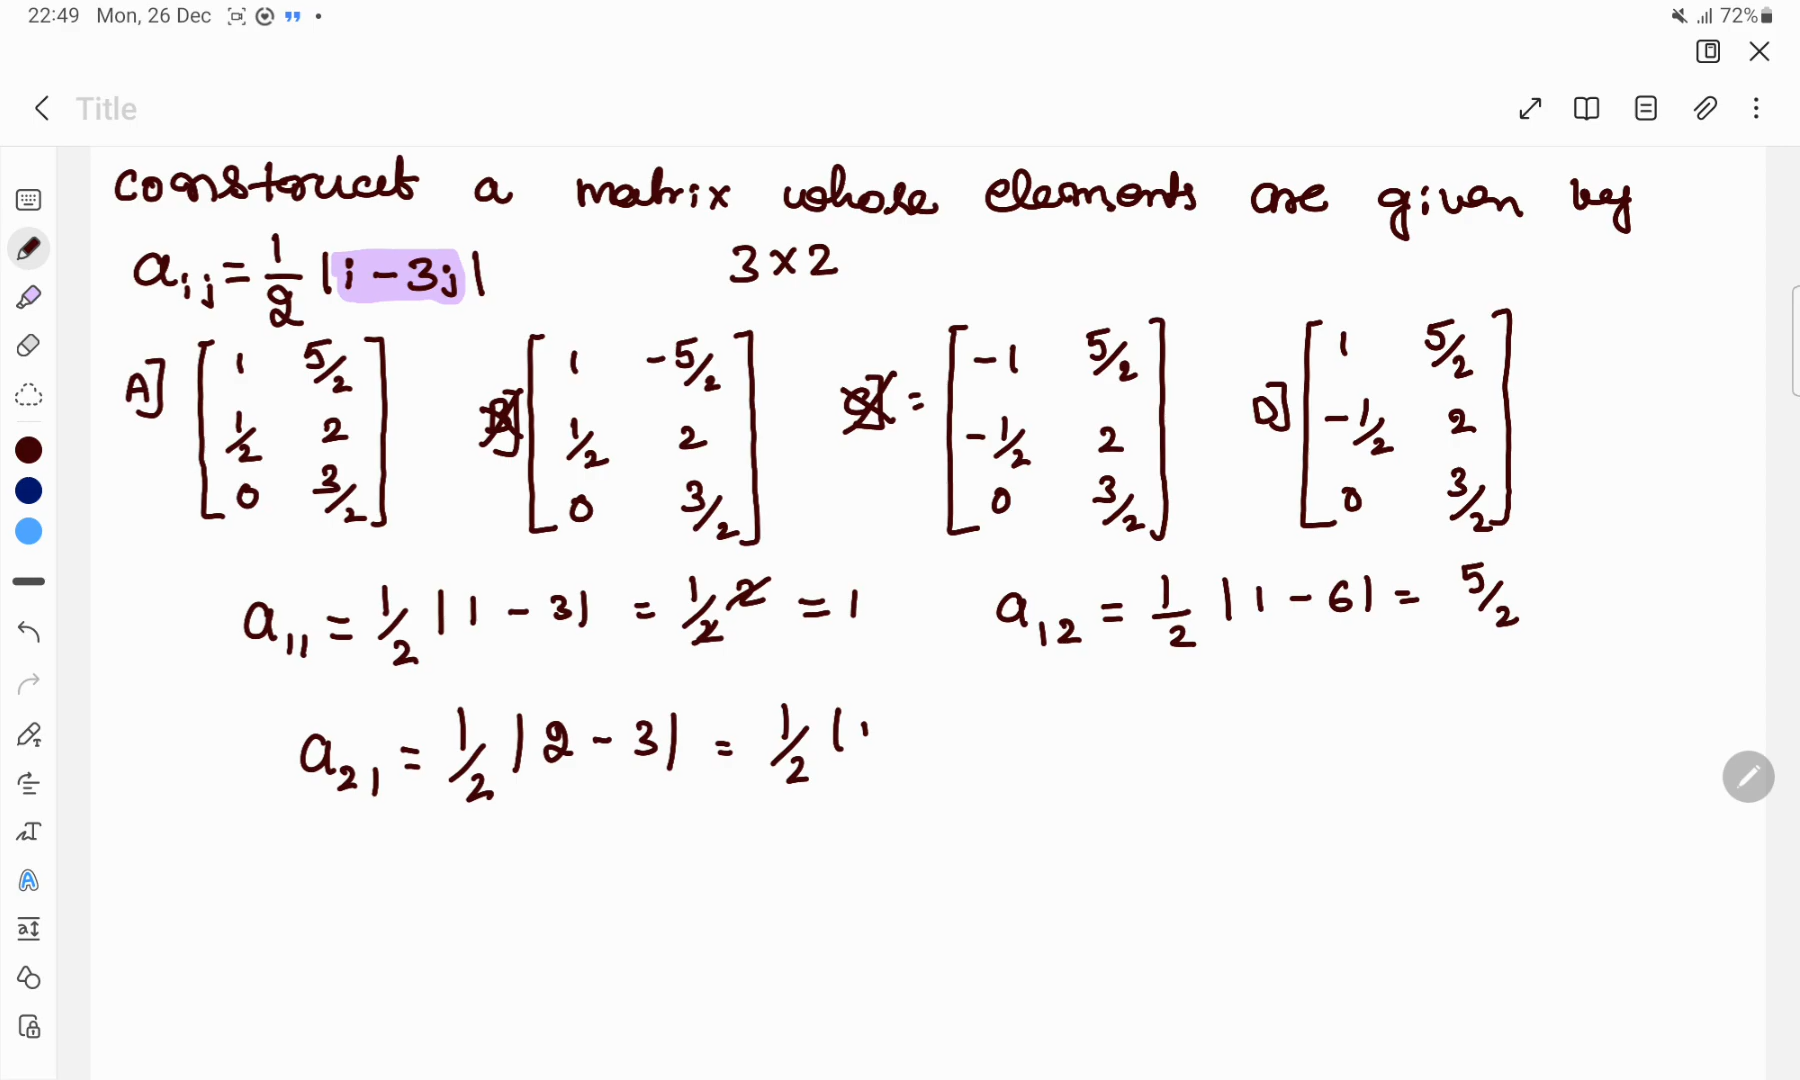 22:49 Mon, 26 Dec 72%
Title
construct a matrix whose elements are given by
aᵢⱼ = 1/2 |i - 3j| 3 × 2
A] [1 5/2 B] [1 -5/2 C] = [-1 5/2 D] [1 5/2
1/2 2 1/2 2 -1/2 2 -1/2 2
0 3/2] 0 3/2] 0 3/2] 0 3/2]
a₁₁ = 1/2 |1 - 3| = 1/2 2 = 1 a₁₂ = 1/2 |1 - 6| = 5/2
a₂₁ = 1/2 |2 - 3| = 1/2 |